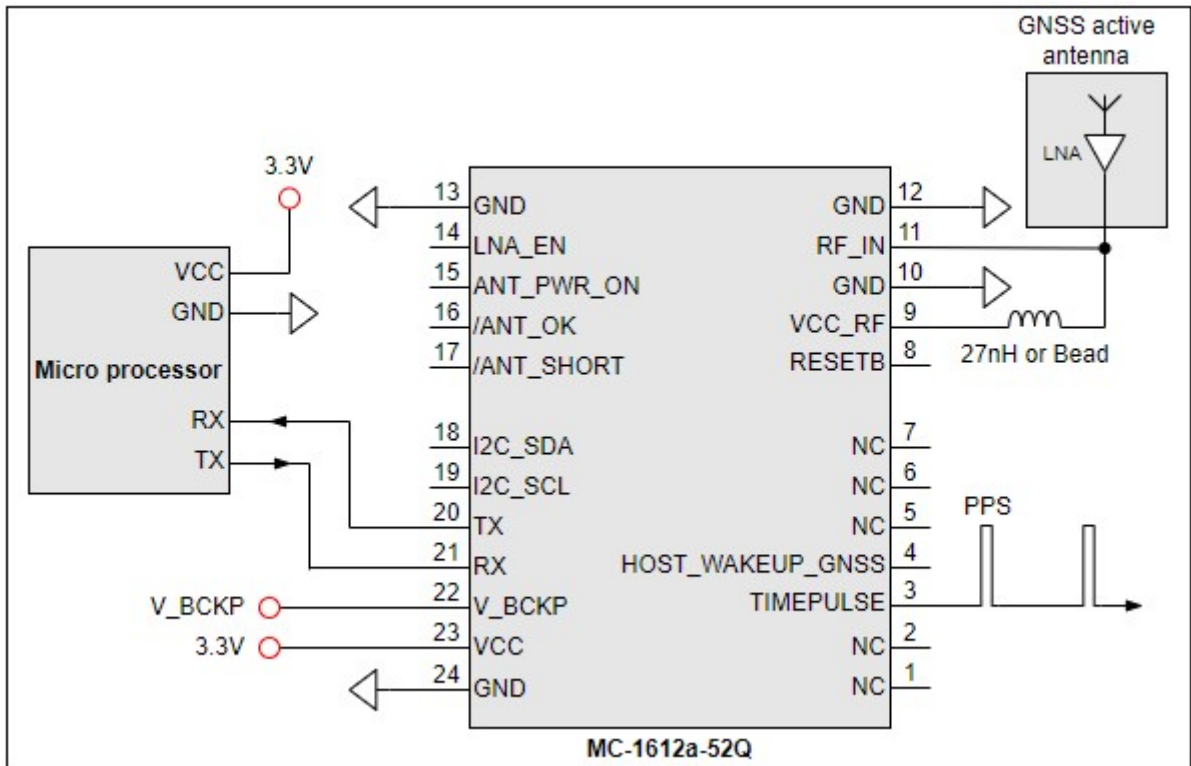 GNSS active
antenna
LNA
3.3V
VCC
GND
Micro processor
RX
TX
13 GND
14 LNA_EN
15 ANT_PWR_ON
16 /ANT_OK
17 /ANT_SHORT
18 I2C_SDA
19 I2C_SCL
20 TX
21 RX
V_BCKP 22 V_BCKP
3.3V 23 VCC
24 GND
GND 12
RF_IN 11
GND 10
VCC_RF 9
27nH or Bead
RESETB 8
NC 7
NC 6
NC 5
PPS
HOST_WAKEUP_GNSS 4
TIMEPULSE 3
NC 2
NC 1
MC-1612a-52Q